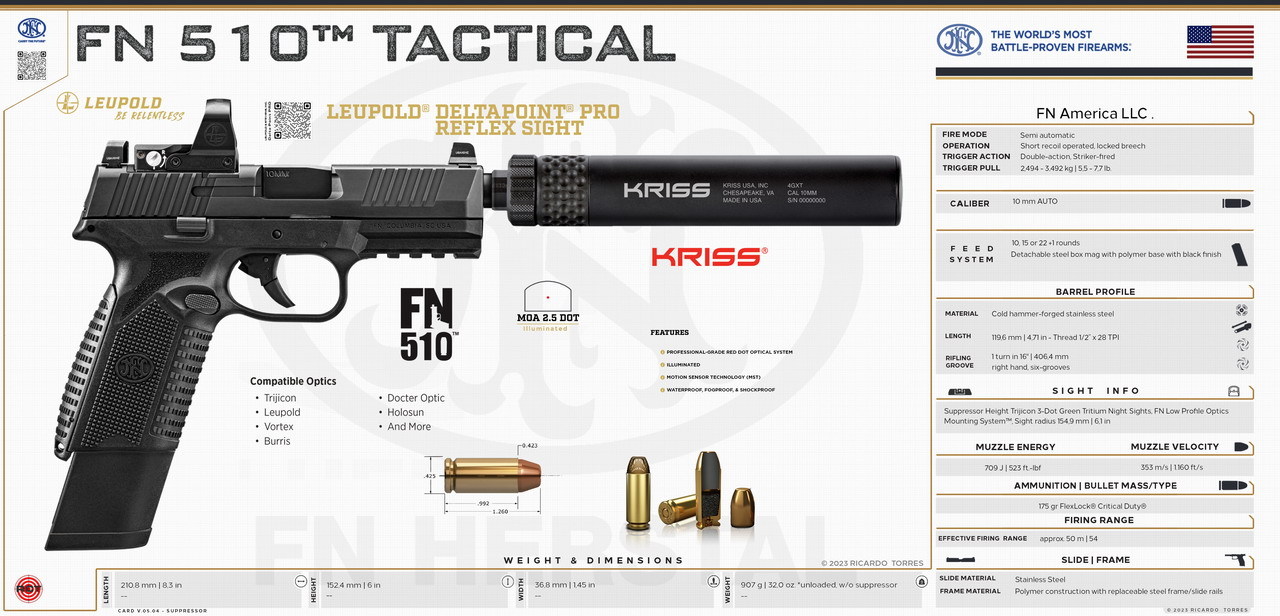 FN 510™ TACTICAL
THE WORLD'S MOST
BATTLE-PROVEN FIREARMS.
LEUPOLD
BE RELENTLESS
LEUPOLD® DELTAPOINT® PRO
REFLEX SIGHT
10MM
FN COLUMBIA, SC USA
KRISS
KRISS USA, INC
CHESAPEAKE, VA
MADE IN USA
4GXT
CAL 10MM
S/N 00000000
KRISS®
FN
510™
MOA 2.5 DOT
Illuminated
FEATURES
PROFESSIONAL-GRADE RED DOT OPTICAL SYSTEM
ILLUMINATED
MOTION SENSOR TECHNOLOGY (MST)
WATERPROOF, FOGPROOF, & SHOCKPROOF
Compatible Optics
• Trijicon
• Leupold
• Vortex
• Burris
• Docter Optic
• Holosun
• And More
0.423
.425
.992
1.260
FN HERSTAL
FN America LLC .
FIRE MODE Semi automatic
OPERATION Short recoil operated, locked breech
TRIGGER ACTION Double-action, Striker-fired
TRIGGER PULL 2.494 - 3.492 kg | 5.5 - 7.7 lb.
CALIBER 10 mm AUTO
FEED SYSTEM
10, 15 or 22 +1 rounds
Detachable steel box mag with polymer base with black finish
BARREL PROFILE
MATERIAL Cold hammer-forged stainless steel
LENGTH 119.6 mm | 4.71 in - Thread 1/2" x 28 TPI
RIFLING GROOVE
1 turn in 16" | 406.4 mm
right hand, six-grooves
SIGHT INFO
Suppressor Height Trijicon 3-Dot Green Tritium Night Sights, FN Low Profile Optics
Mounting System™. Sight radius 154.9 mm | 6.1 in
MUZZLE ENERGY MUZZLE VELOCITY
709 J | 523 ft.-lbf 353 m/s | 1.160 ft/s
AMMUNITION | BULLET MASS/TYPE
175 gr FlexLock® Critical Duty®
FIRING RANGE
EFFECTIVE FIRING RANGE approx. 50 m | 54
SLIDE | FRAME
SLIDE MATERIAL Stainless Steel
FRAME MATERIAL Polymer construction with replaceable steel frame/slide rails
© 2023 RICARDO TORRES
WEIGHT & DIMENSIONS
© 2023 RICARDO TORRES
LENGTH
210.8 mm | 8.3 in
--
HEIGHT
152.4 mm | 6 in
--
WIDTH
36.8 mm | 1.45 in
--
WEIGHT
907 g | 32.0 oz. *unloaded, w/o suppressor
--
CARD V.05.04 - SUPPRESSOR